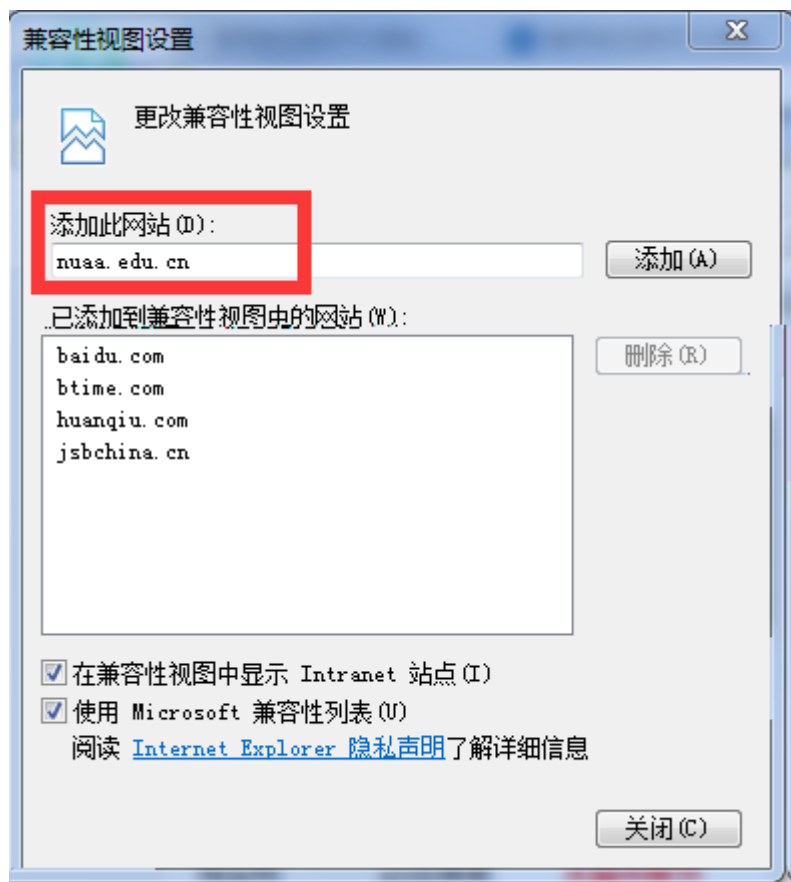 兼容性视图设置
更改兼容性视图设置
添加此网站(D):
nuaa.edu.cn
添加(A)
已添加到兼容性视图中的网站(W):
baidu.com
btime.com
huanqiu.com
jsbchina.cn
删除(R)
在兼容性视图中显示 Intranet 站点(I)
使用 Microsoft 兼容性列表(U)
阅读 Internet Explorer 隐私声明了解详细信息
关闭(C)